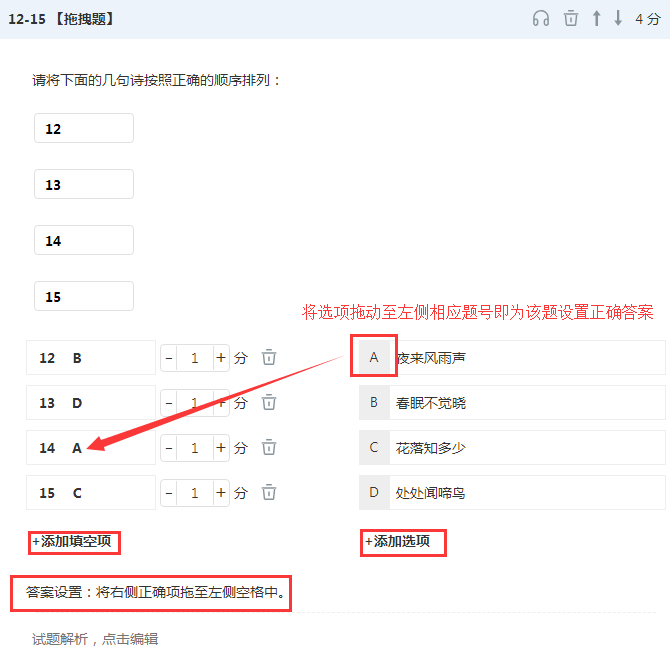 12-15 【拖拽题】 4 分
请将下面的几句诗按照正确的顺序排列：
12
13
14
15
将选项拖动至左侧相应题号即为该题设置正确答案
12 B - 1 + 分 A 夜来风雨声
13 D - 1 + 分 B 春眠不觉晓
14 A - 1 + 分 C 花落知多少
15 C - 1 + 分 D 处处闻啼鸟
+添加填空项 +添加选项
答案设置：将右侧正确项拖至左侧空格中。
试题解析，点击编辑